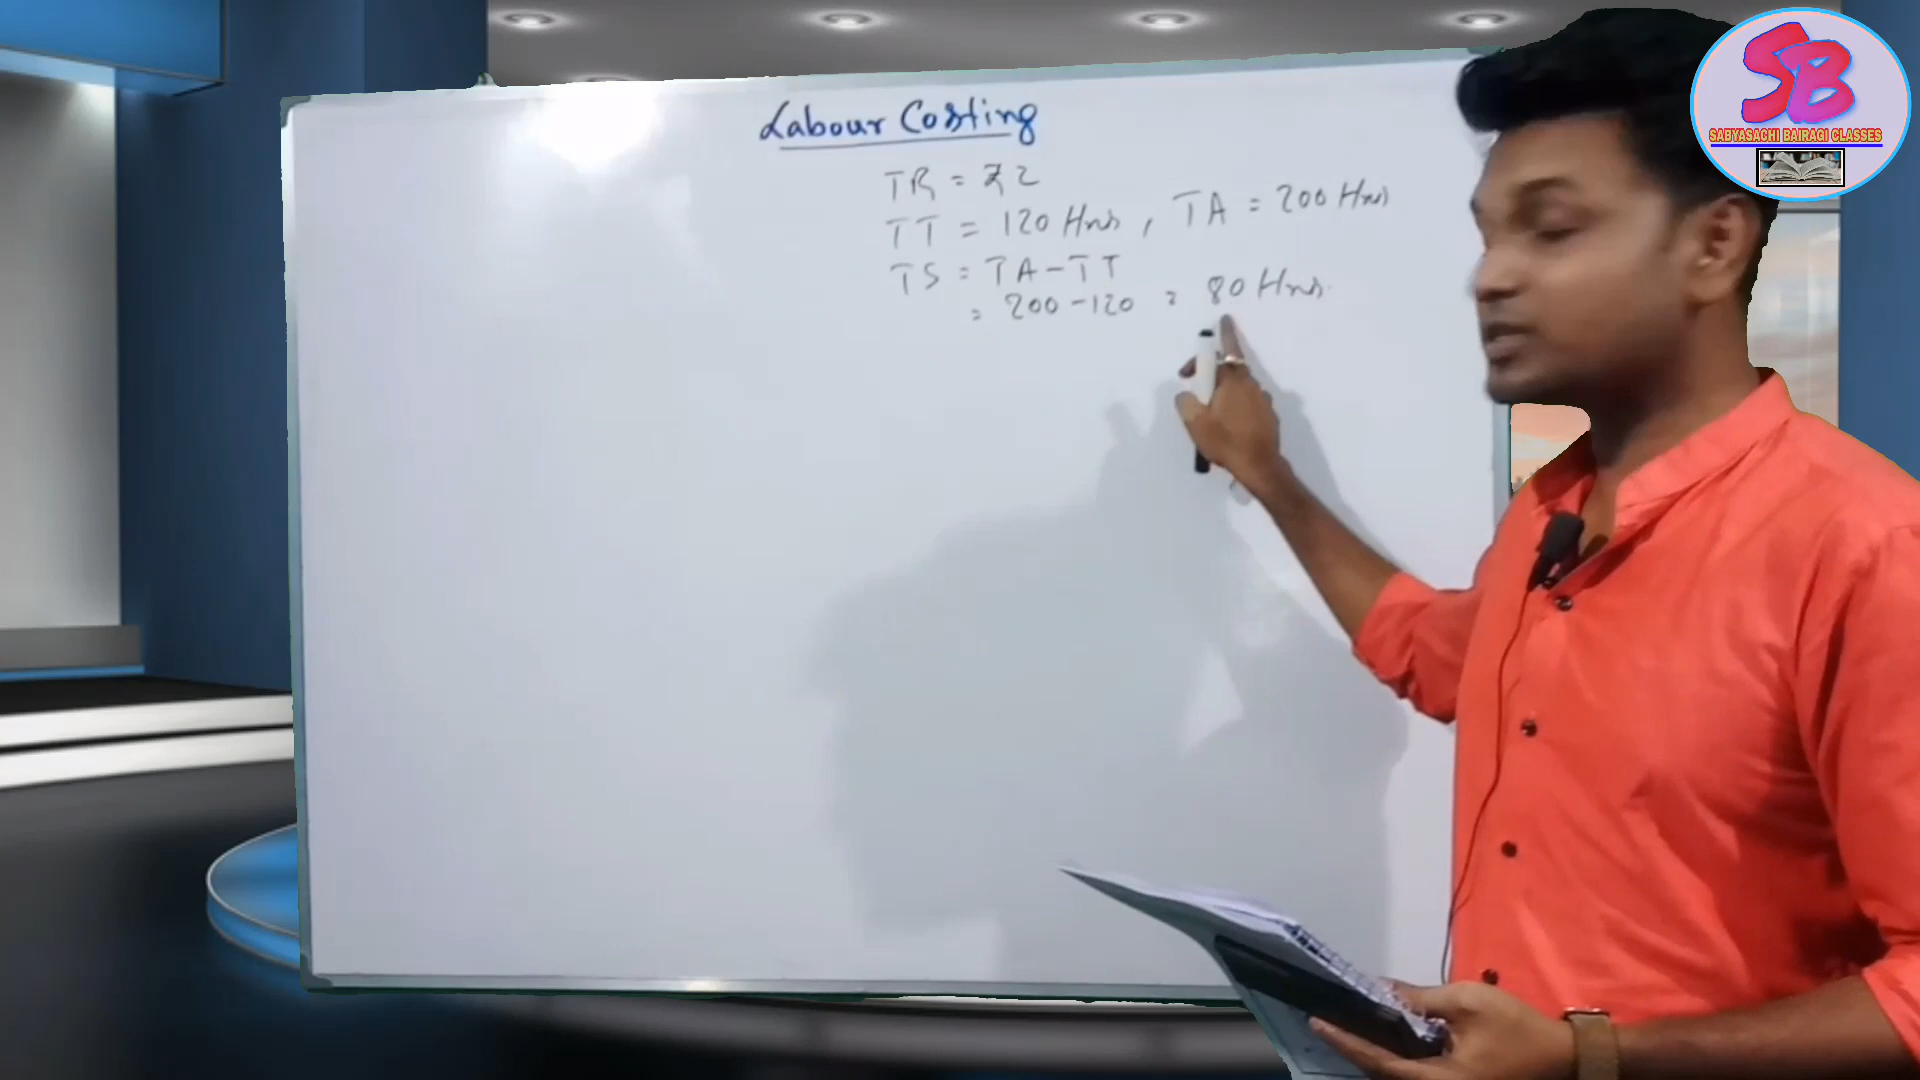 Labour Costing
TR = ₹2
TT = 120 Hrs, TA = 200 Hrs
TS = TA - TT
= 200 - 120 = 80 Hrs.
SB
SABYASACHI BAIRAGI CLASSES